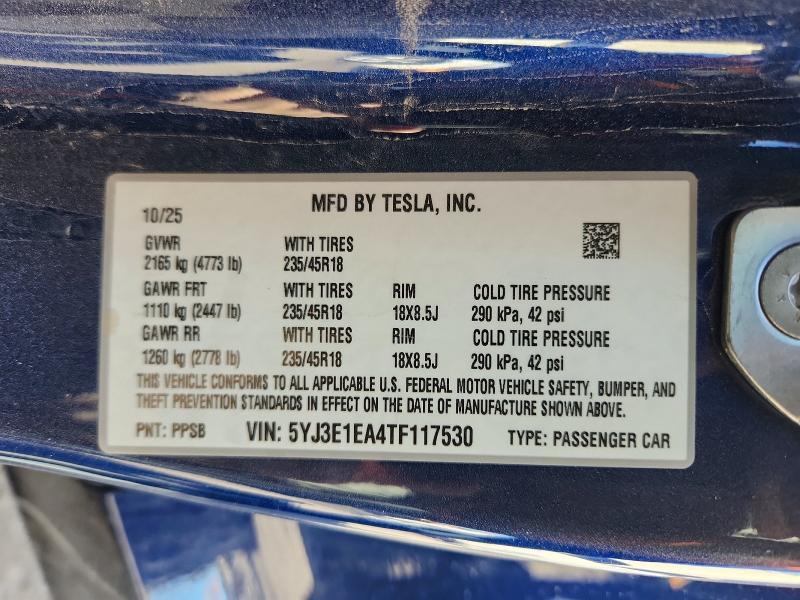 MFD BY TESLA, INC.
10/25
GVWR WITH TIRES
2165 kg (4773 lb) 235/45R18
GAWR FRT WITH TIRES RIM COLD TIRE PRESSURE
1110 kg (2447 lb) 235/45R18 18X8.5J 290 kPa, 42 psi
GAWR RR WITH TIRES RIM COLD TIRE PRESSURE
1260 kg (2778 lb) 235/45R18 18X8.5J 290 kPa, 42 psi
THIS VEHICLE CONFORMS TO ALL APPLICABLE U.S. FEDERAL MOTOR VEHICLE SAFETY, BUMPER, AND
THEFT PREVENTION STANDARDS IN EFFECT ON THE DATE OF MANUFACTURE SHOWN ABOVE.
PNT: PPSB VIN: 5YJ3E1EA4TF117530 TYPE: PASSENGER CAR